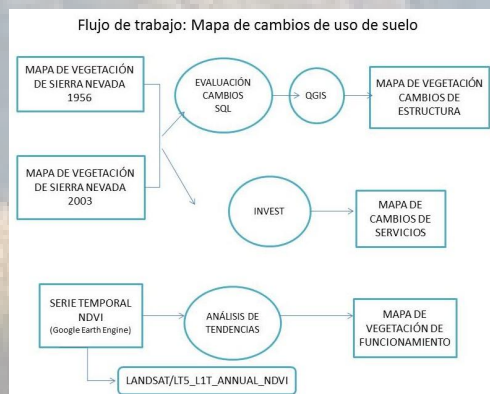 Flujo de trabajo: Mapa de cambios de uso de suelo
MAPA DE VEGETACIÓN
DE SIERRA NEVADA
1956
EVALUACIÓN
CAMBIOS
SQL
QGIS
MAPA DE VEGETACIÓN
CAMBIOS DE
ESTRUCTURA
MAPA DE VEGETACIÓN
DE SIERRA NEVADA
2003
INVEST
MAPA DE
CAMBIOS DE
SERVICIOS
SERIE TEMPORAL
NDVI
(Google Earth Engine)
ANÁLISIS DE
TENDENCIAS
MAPA DE
VEGETACIÓN DE
FUNCIONAMIENTO
LANDSAT/LT5_L1T_ANNUAL_NDVI